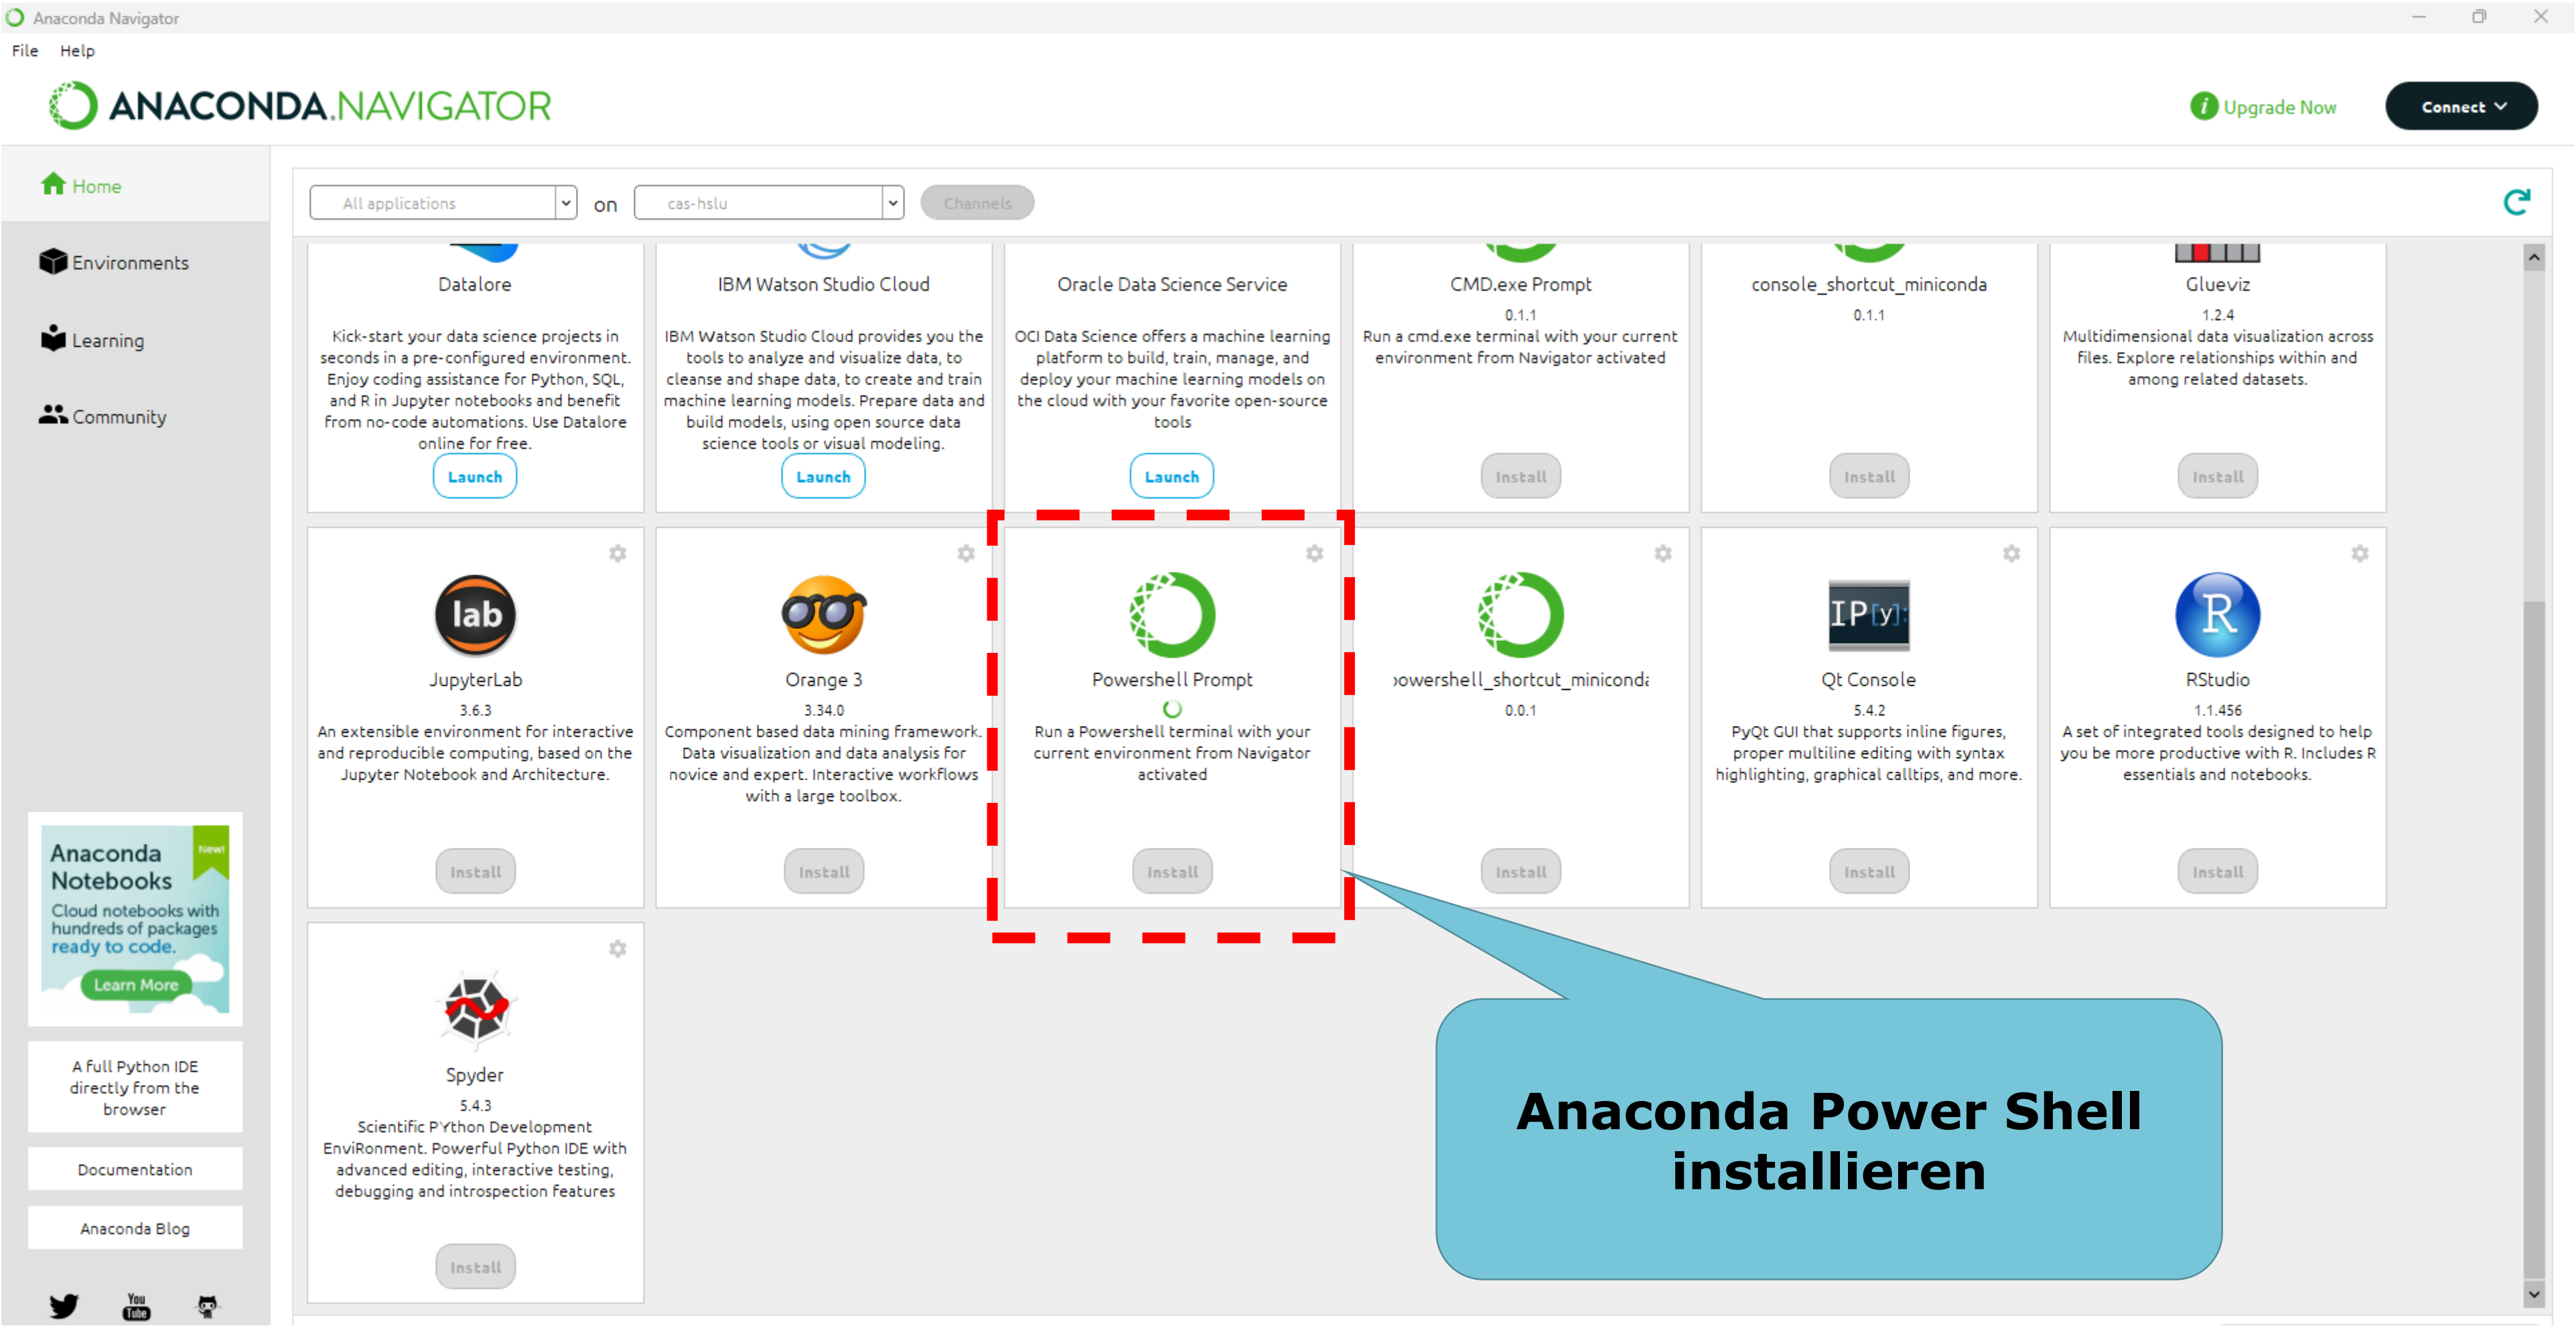 Anaconda Navigator
File Help
ANACONDA.NAVIGATOR
Upgrade Now
Connect
Home
Environments
Learning
Community
All applications on cas-hslu Channels
Datalore
Kick-start your data science projects in
seconds in a pre-configured environment.
Enjoy coding assistance for Python, SQL,
and R in Jupyter notebooks and benefit
from no-code automations. Use Datalore
online for free.
Launch
IBM Watson Studio Cloud
IBM Watson Studio Cloud provides you the
tools to analyze and visualize data, to
cleanse and shape data, to create and train
machine learning models. Prepare data and
build models, using open source data
science tools or visual modeling.
Launch
Oracle Data Science Service
OCI Data Science offers a machine learning
platform to build, train, manage, and
deploy your machine learning models on
the cloud with your favorite open-source
tools
Launch
CMD.exe Prompt
0.1.1
Run a cmd.exe terminal with your current
environment from Navigator activated
Install
console_shortcut_miniconda
0.1.1
Install
Glueviz
1.2.4
Multidimensional data visualization across
files. Explore relationships within and
among related datasets.
Install
lab
JupyterLab
3.6.3
An extensible environment for interactive
and reproducible computing, based on the
Jupyter Notebook and Architecture.
Install
Orange 3
3.34.0
Component based data mining framework.
Data visualization and data analysis for
novice and expert. Interactive workflows
with a large toolbox.
Install
Powershell Prompt
Run a Powershell terminal with your
current environment from Navigator
activated
Install
powershell_shortcut_miniconda
0.0.1
Install
IP[y]:
Qt Console
5.4.2
PyQt GUI that supports inline figures,
proper multiline editing with syntax
highlighting, graphical calltips, and more.
Install
R
RStudio
1.1.456
A set of integrated tools designed to help
you be more productive with R. Includes R
essentials and notebooks.
Install
Spyder
5.4.3
Scientific PYthon Development
EnviRonment. Powerful Python IDE with
advanced editing, interactive testing,
debugging and introspection features
Install
Anaconda Power Shell
installieren
Anaconda
Notebooks
New!
Cloud notebooks with
hundreds of packages
ready to code.
Learn More
A full Python IDE
directly from the
browser
Documentation
Anaconda Blog
You
Tube